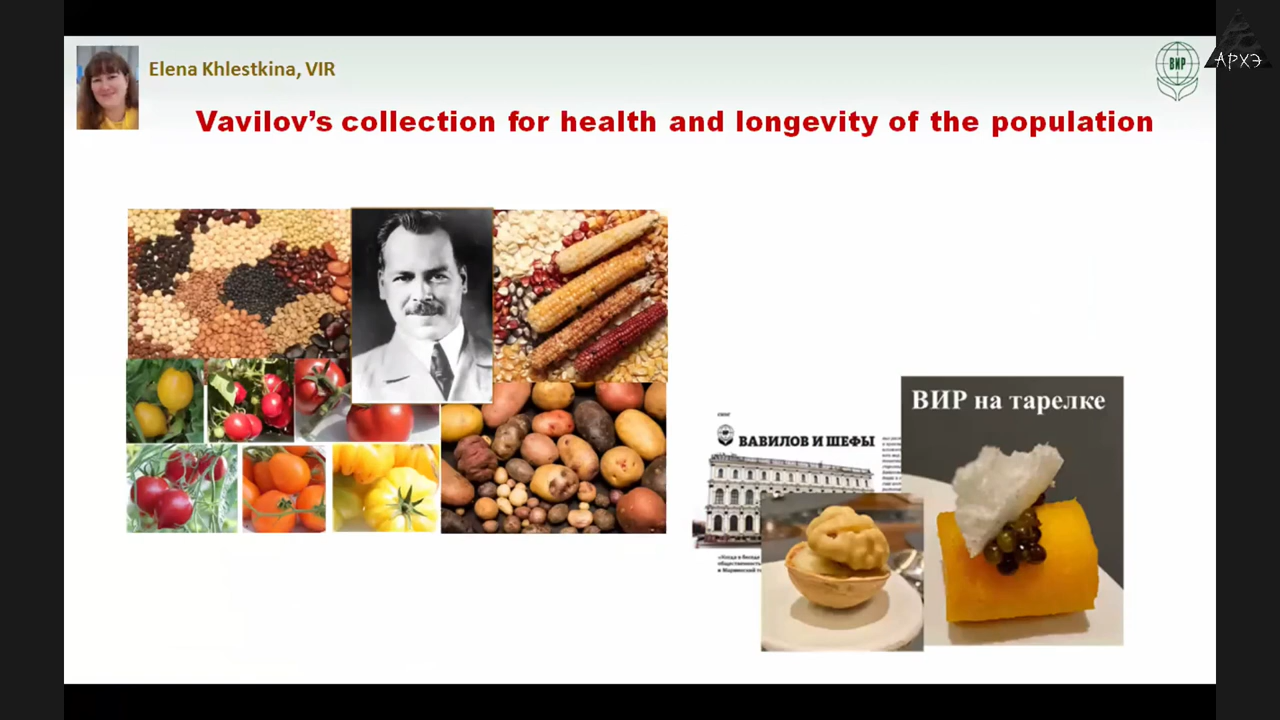 Elena Khlestkina, VIR
ВИР
АРХЭ
Vavilov’s collection for health and longevity of the population
ВИР на тарелке
ВАВИЛОВ И ШЕФЫ